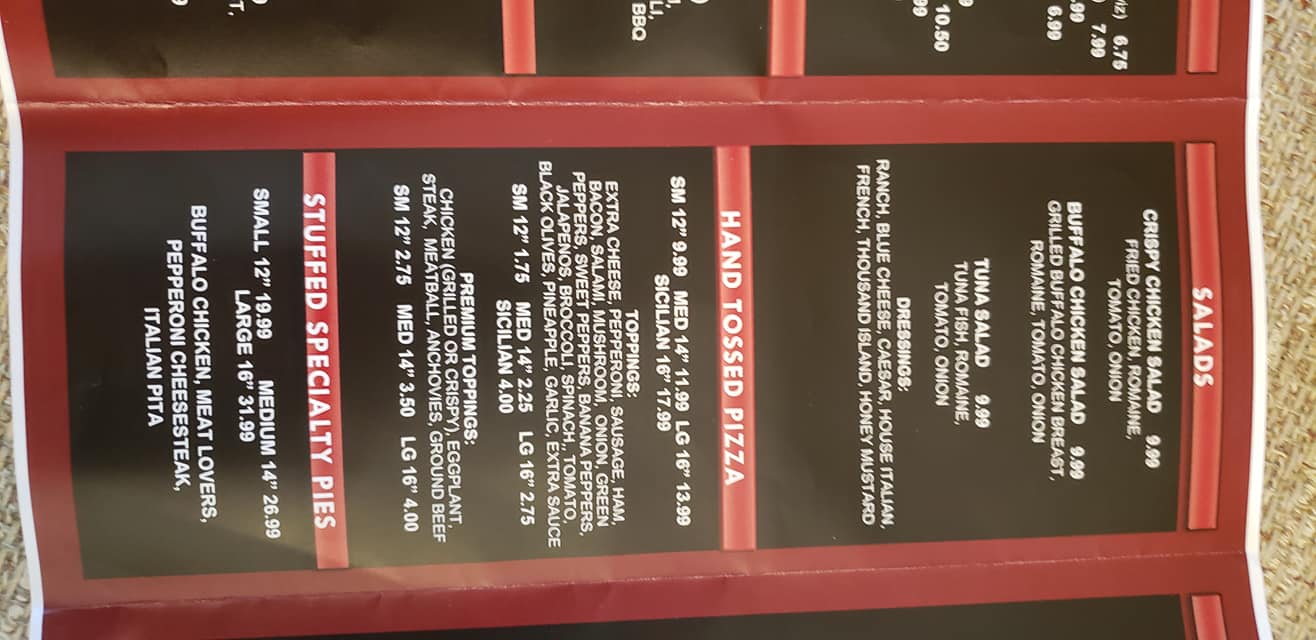 IZ) 6.75
7.99
.99
6.99
10.50
99
BBQ
SALADS
CRISPY CHICKEN SALAD 9.99
FRIED CHICKEN, ROMAINE,
TOMATO, ONION
BUFFALO CHICKEN SALAD 9.99
GRILLED BUFFALO CHICKEN BREAST,
ROMAINE, TOMATO, ONION
TUNA SALAD 9.99
TUNA FISH, ROMAINE,
TOMATO, ONION
DRESSINGS:
RANCH, BLUE CHEESE, CAESAR, HOUSE ITALIAN,
FRENCH, THOUSAND ISLAND, HONEY MUSTARD
HAND TOSSED PIZZA
SM 12" 9.99 MED 14" 11.99 LG 16" 13.99
SICILIAN 16" 17.99
TOPPINGS:
EXTRA CHEESE, PEPPERONI, SAUSAGE, HAM,
BACON, SALAMI, MUSHROOM, ONION, GREEN
PEPPERS, SWEET PEPPERS, BANANA PEPPERS,
JALAPENOS, BROCCOLI, SPINACH,, TOMATO,
BLACK OLIVES, PINEAPPLE, GARLIC, EXTRA SAUCE
SM 12" 1.75 MED 14" 2.25 LG 16" 2.75
SICILIAN 4.00
PREMIUM TOPPINGS:
CHICKEN (GRILLED OR CRISPY), EGGPLANT,
STEAK, MEATBALL, ANCHOVIES, GROUND BEEF
SM 12" 2.75 MED 14" 3.50 LG 16" 4.00
STUFFED SPECIALTY PIES
SMALL 12" 19.99 MEDIUM 14" 26.99
LARGE 16" 31.99
BUFFALO CHICKEN, MEAT LOVERS,
PEPPERONI CHEESESTEAK,
ITALIAN PITA